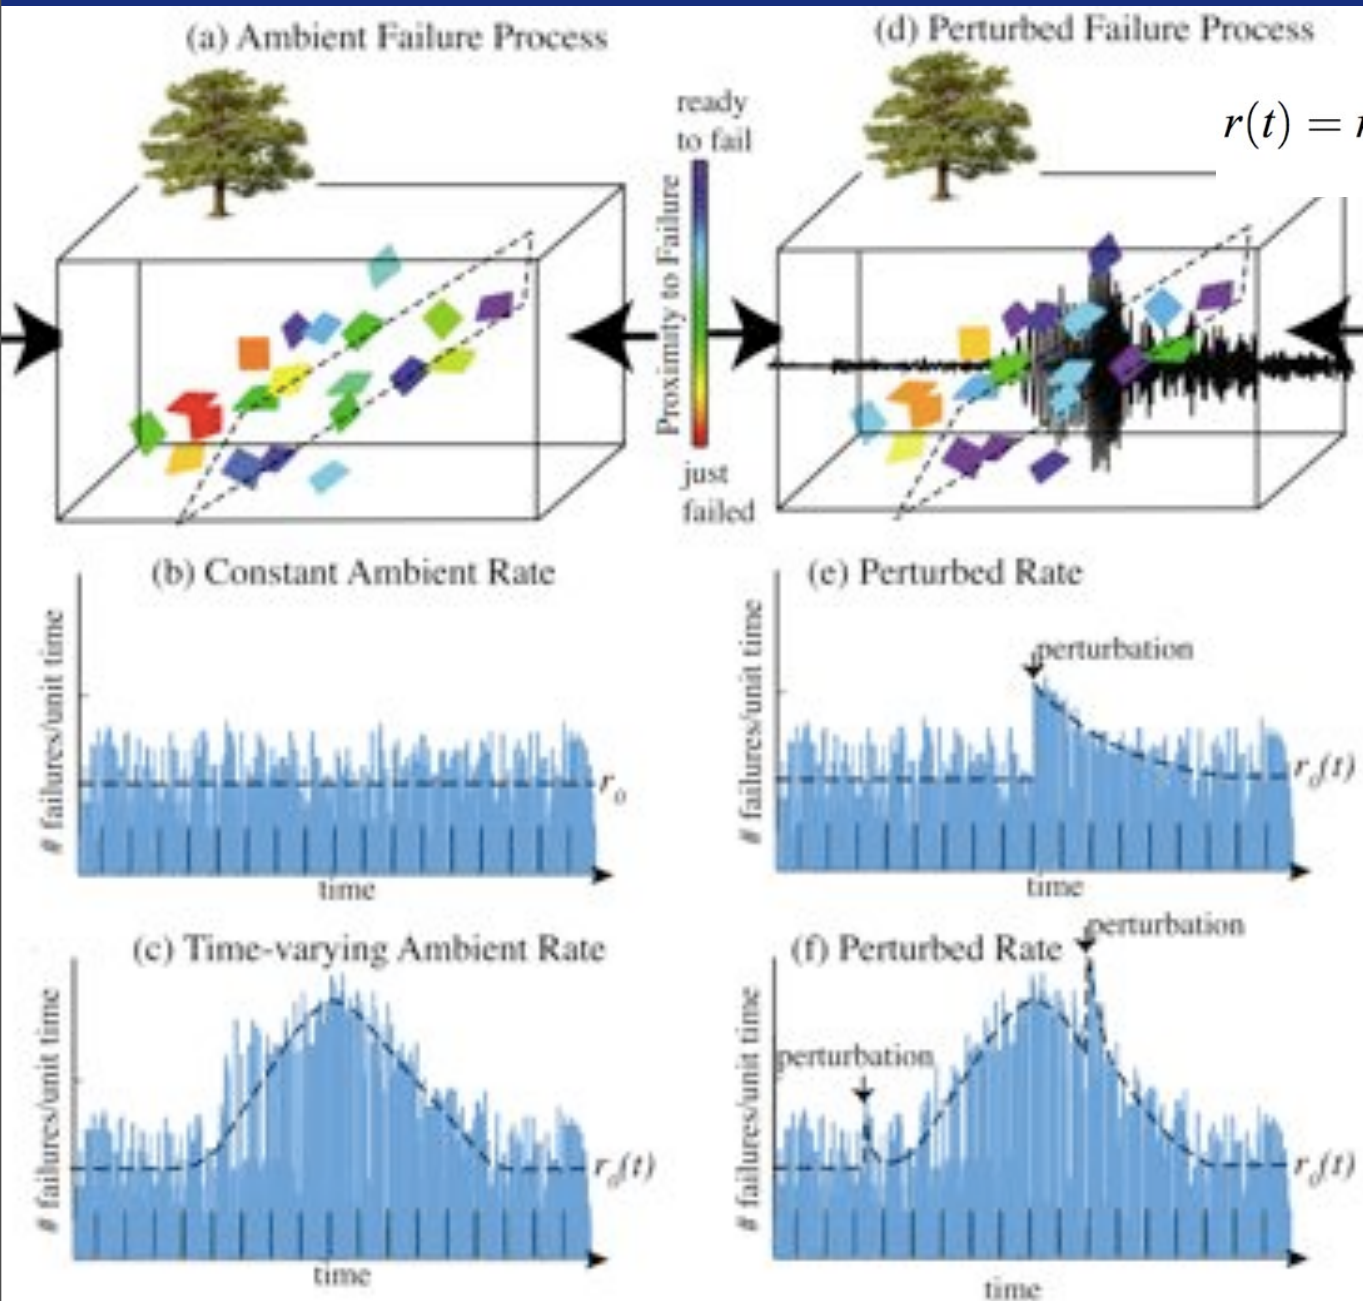 (a) Ambient Failure Process
(d) Perturbed Failure Process
ready
to fail
r(t) =
Proximity to Failure
just
failed
(b) Constant Ambient Rate
(e) Perturbed Rate
# failures/unit time
r₀
time
# failures/unit time
perturbation
r₀(t)
time
(c) Time-varying Ambient Rate
(f) Perturbed Rate
# failures/unit time
r₀(t)
time
# failures/unit time
perturbation
perturbation
r₀(t)
time